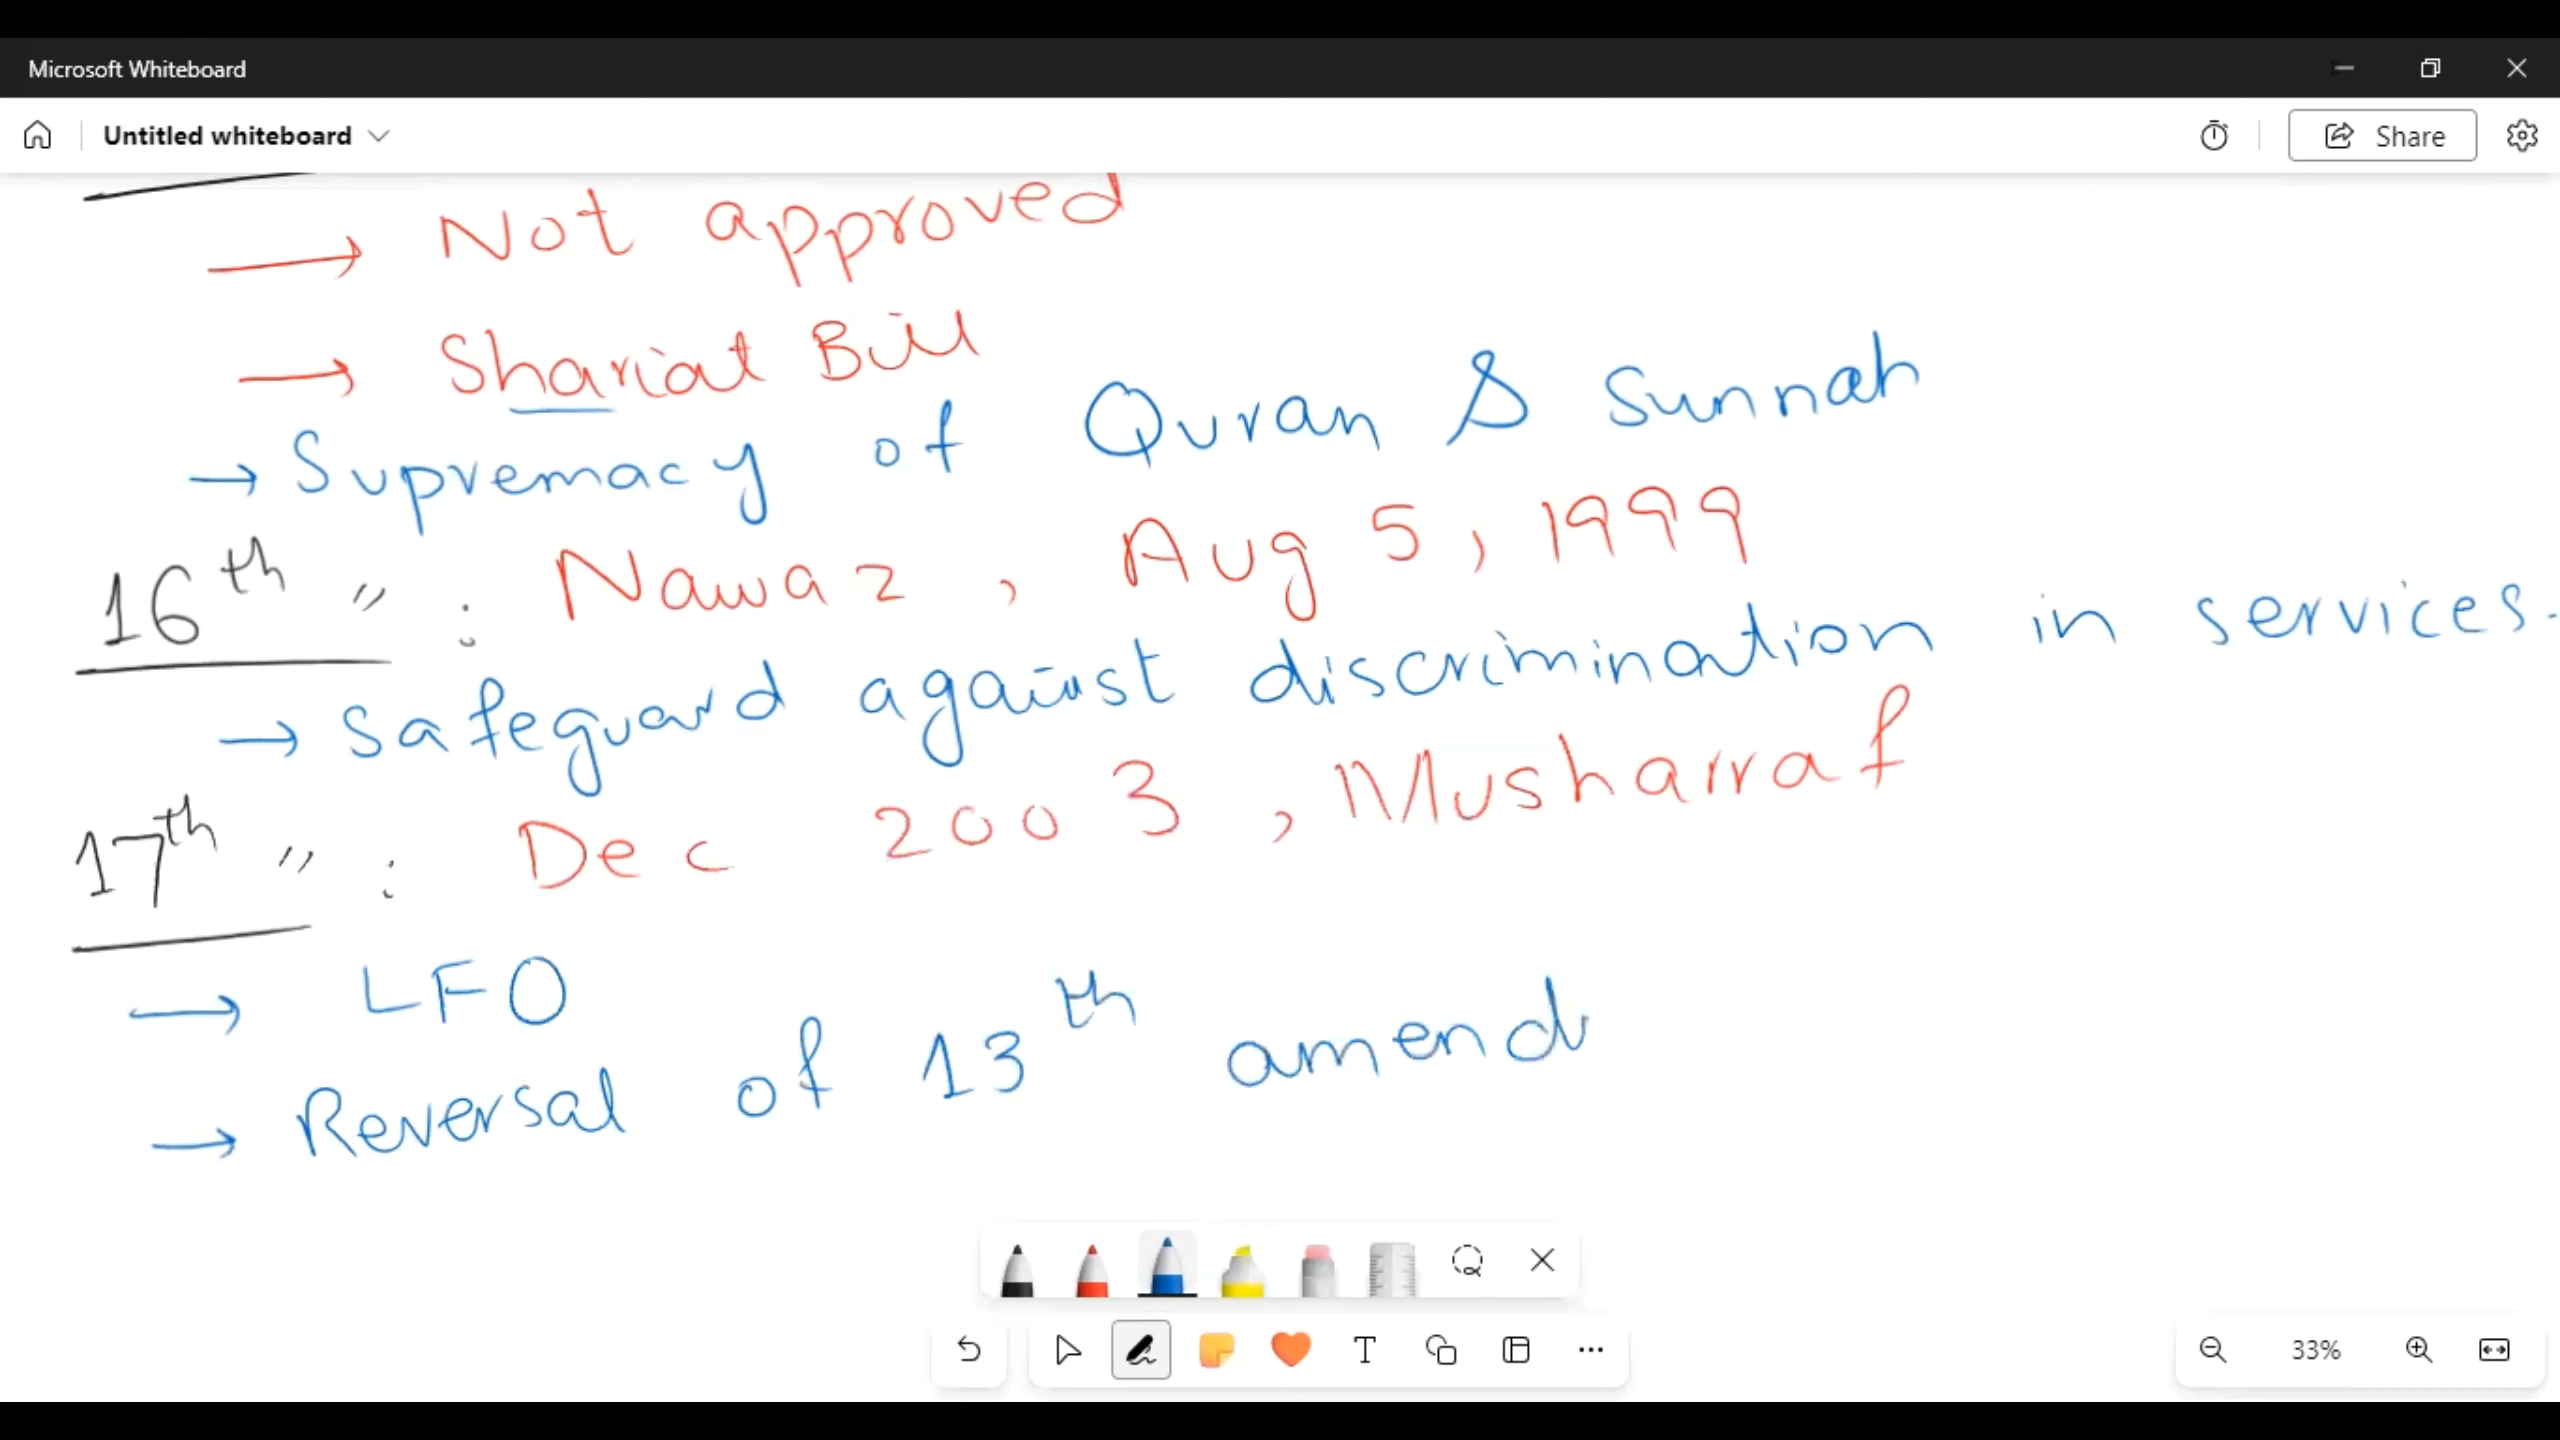 Microsoft Whiteboard
Untitled whiteboard
Share
→ Not approved
→ Shariat Bill
→ Supremacy of Quran & Sunnah
16th " : Nawaz , Aug 5, 1999
→ Safeguard against discrimination in services.
17th " : Dec 2003 , Musharraf
→ LFO
→ Reversal of 13th amend
33%